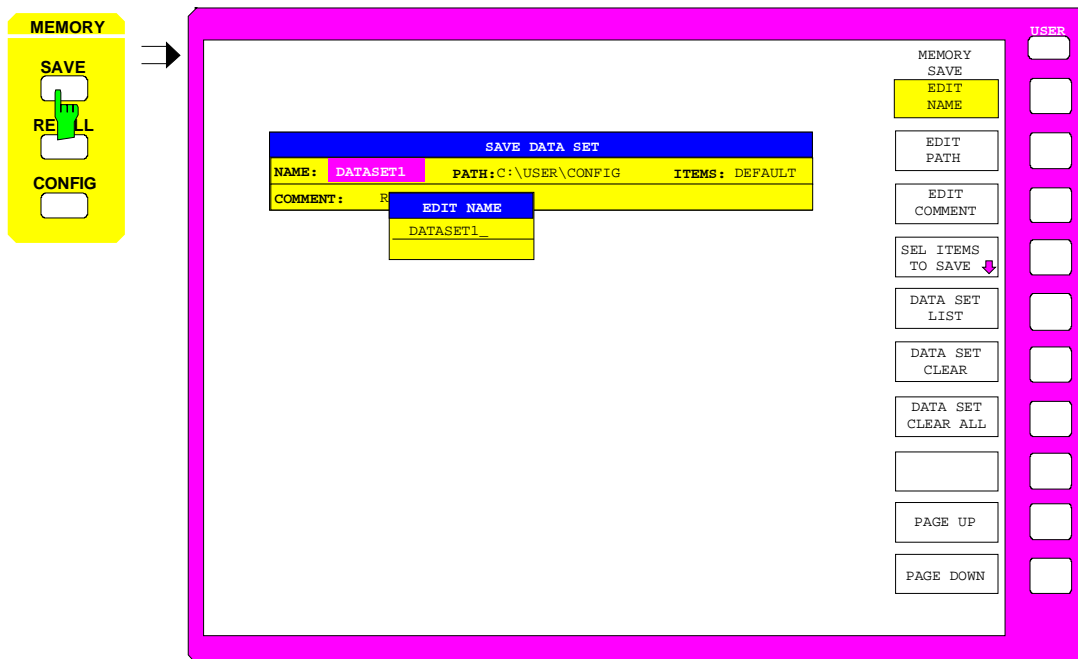 MEMORY
SAVE
CONFIG
USER
MEMORY
SAVE
EDIT
NAME
EDIT
PATH
EDIT
COMMENT
SEL ITEMS
TO SAVE
DATA SET
LIST
DATA SET
CLEAR
DATA SET
CLEAR ALL
PAGE UP
PAGE DOWN
SAVE DATA SET
NAME: DATASET1 PATH:C:\USER\CONFIG ITEMS: DEFAULT
COMMENT:
EDIT NAME
DATASET1_